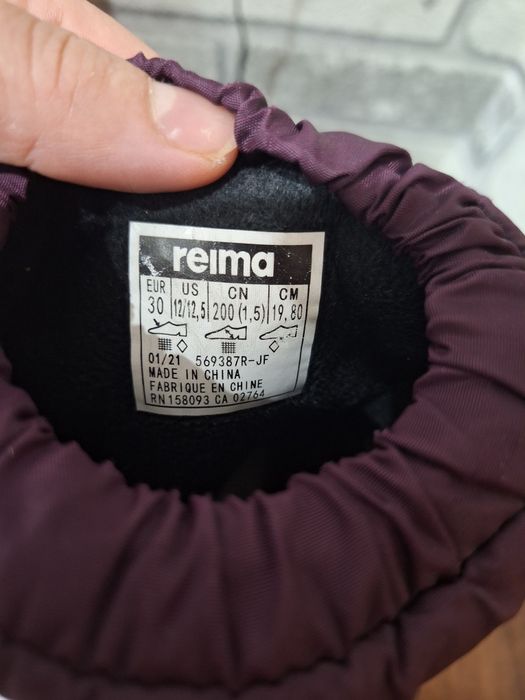 reima
EUR US CN CM
30 12/12,5 200 (1,5) 19,80
01/21 569387R-JF
MADE IN CHINA
FABRIQUE EN CHINE
RN 158093 CA 02764